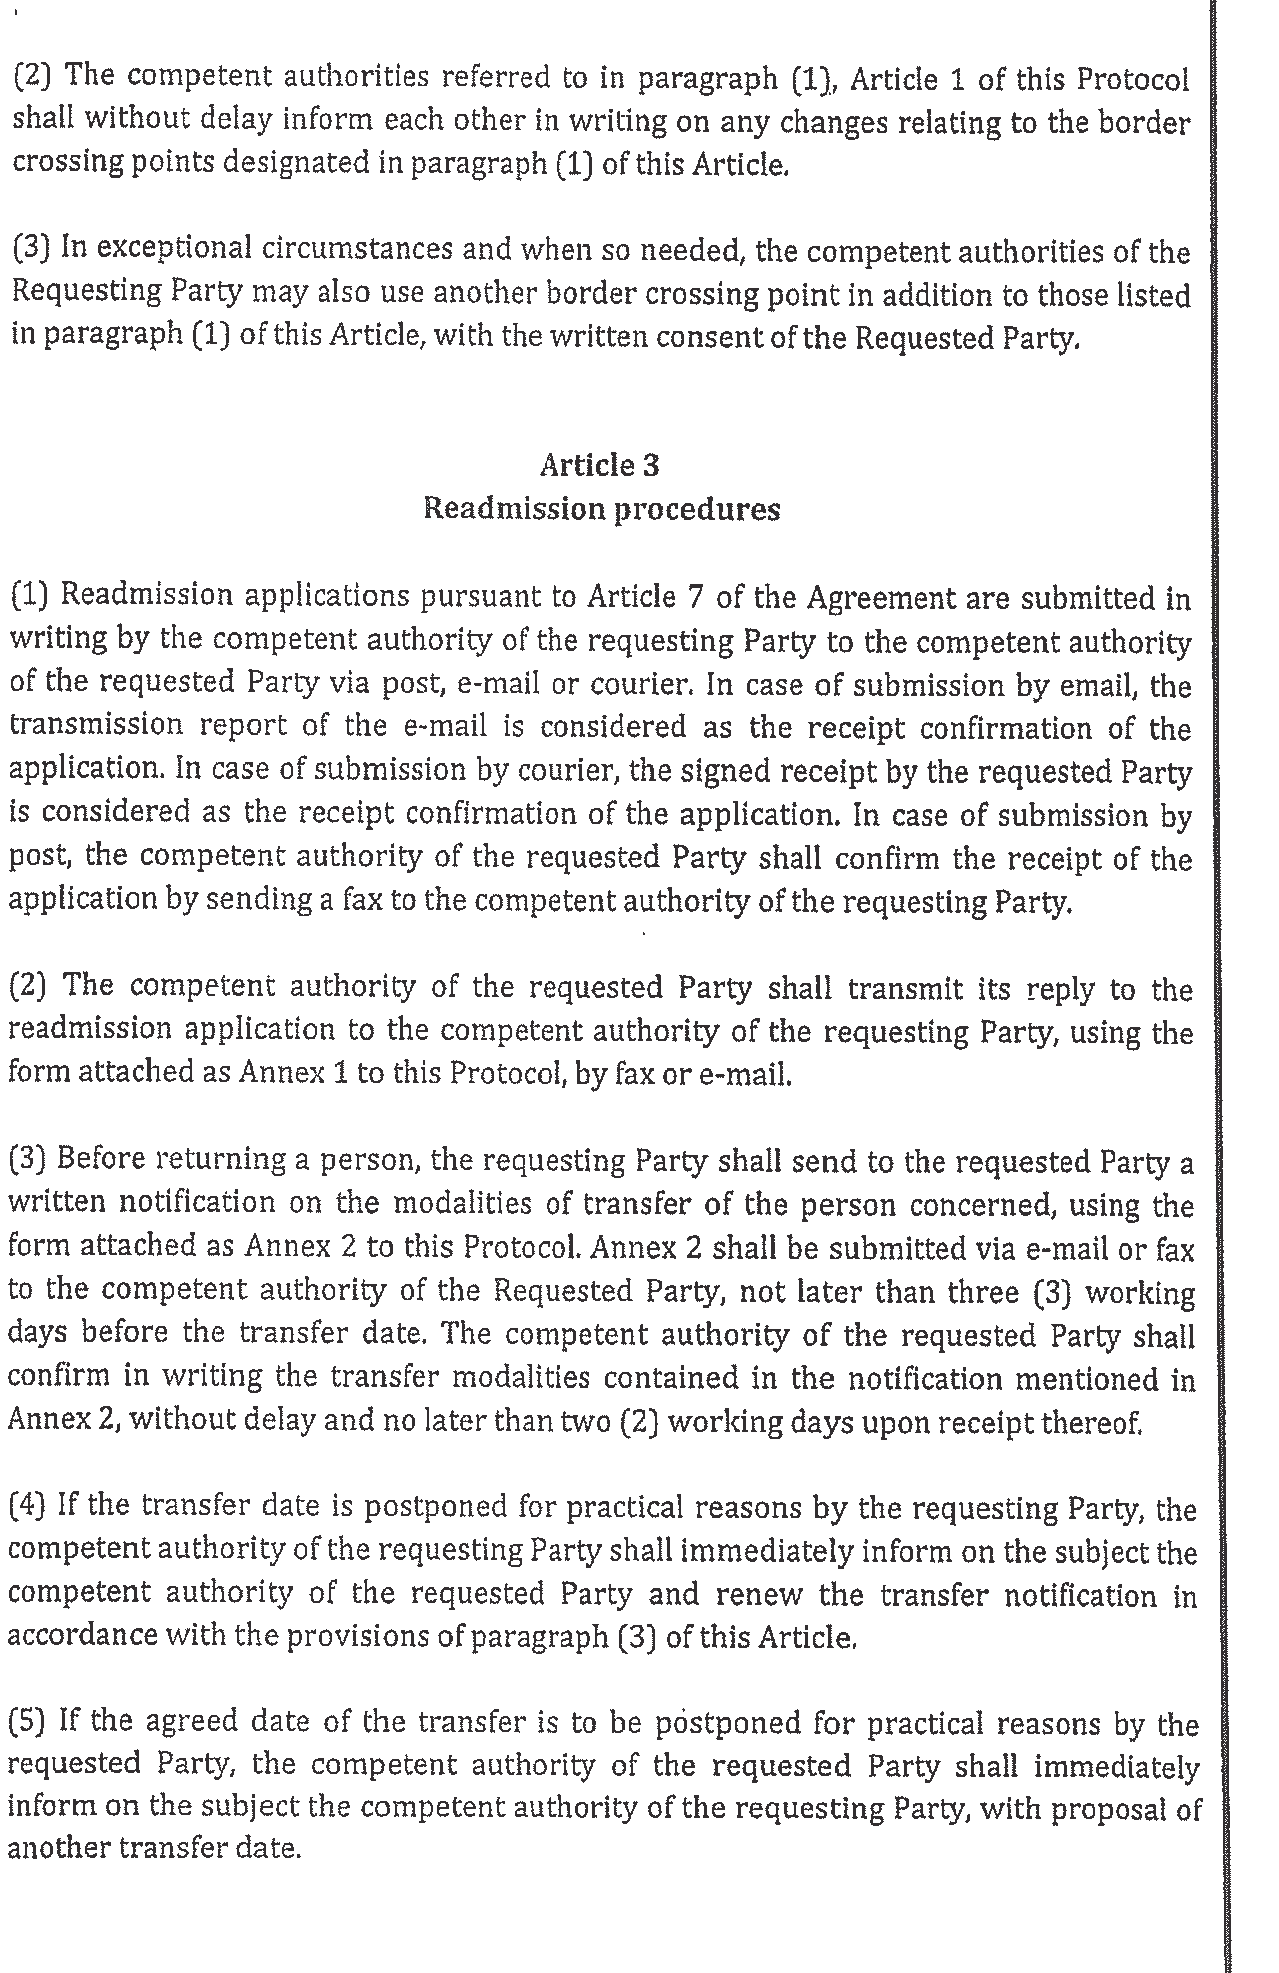 (2) The competent authorities referred to in paragraph (1), Article 1 of this Protocol
shall without delay inform each other in writing on any changes relating to the border
crossing points designated in paragraph (1) of this Article.
(3) In exceptional circumstances and when so needed, the competent authorities of the
Requesting Party may also use another border crossing point in addition to those listed
in paragraph (1) of this Article, with the written consent of the Requested Party.
Article 3
Readmission procedures
(1) Readmission applications pursuant to Article 7 of the Agreement are submitted in
writing by the competent authority of the requesting Party to the competent authority
of the requested Party via post, e-mail or courier. In case of submission by email, the
transmission report of the e-mail is considered as the receipt confirmation of the
application. In case of submission by courier, the signed receipt by the requested Party
is considered as the receipt confirmation of the application. In case of submission by
post, the competent authority of the requested Party shall confirm the receipt of the
application by sending a fax to the competent authority of the requesting Party.
(2) The competent authority of the requested Party shall transmit its reply to the
readmission application to the competent authority of the requesting Party, using the
form attached as Annex 1 to this Protocol, by fax or e-mail.
(3) Before returning a person, the requesting Party shall send to the requested Party a
written notification on the modalities of transfer of the person concerned, using the
form attached as Annex 2 to this Protocol. Annex 2 shall be submitted via e-mail or fax
to the competent authority of the Requested Party, not later than three (3) working
days before the transfer date. The competent authority of the requested Party shall
confirm in writing the transfer modalities contained in the notification mentioned in
Annex 2, without delay and no later than two (2) working days upon receipt thereof.
(4) If the transfer date is postponed for practical reasons by the requesting Party, the
competent authority of the requesting Party shall immediately inform on the subject the
competent authority of the requested Party and renew the transfer notification in
accordance with the provisions of paragraph (3) of this Article.
(5) If the agreed date of the transfer is to be postponed for practical reasons by the
requested Party, the competent authority of the requested Party shall immediately
inform on the subject the competent authority of the requesting Party, with proposal of
another transfer date.